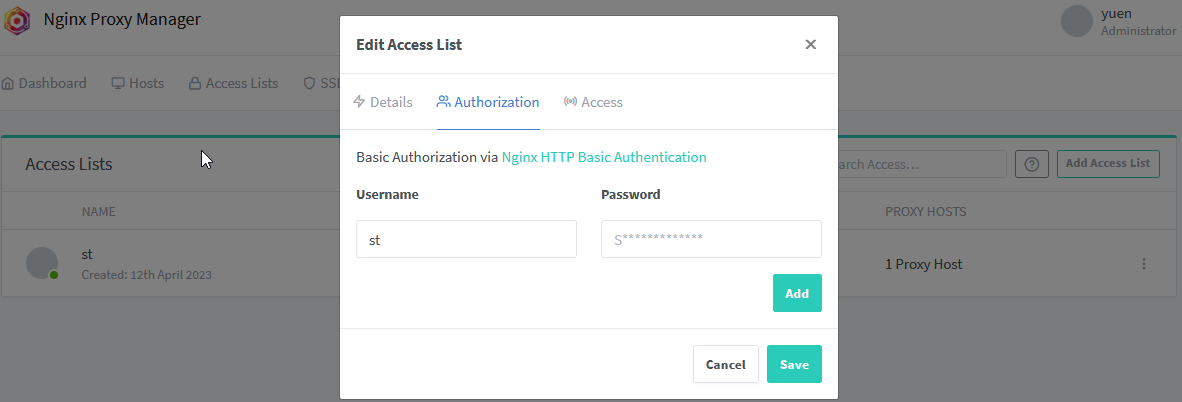 Nginx Proxy Manager
yuen
Administrator
Edit Access List
Dashboard Hosts Access Lists SSL
Details Authorization Access
Basic Authorization via Nginx HTTP Basic Authentication
Access Lists
arch Access...
Add Access List
Username Password
NAME PROXY HOSTS
st S*************
st
Created: 12th April 2023
1 Proxy Host
Add
Cancel Save